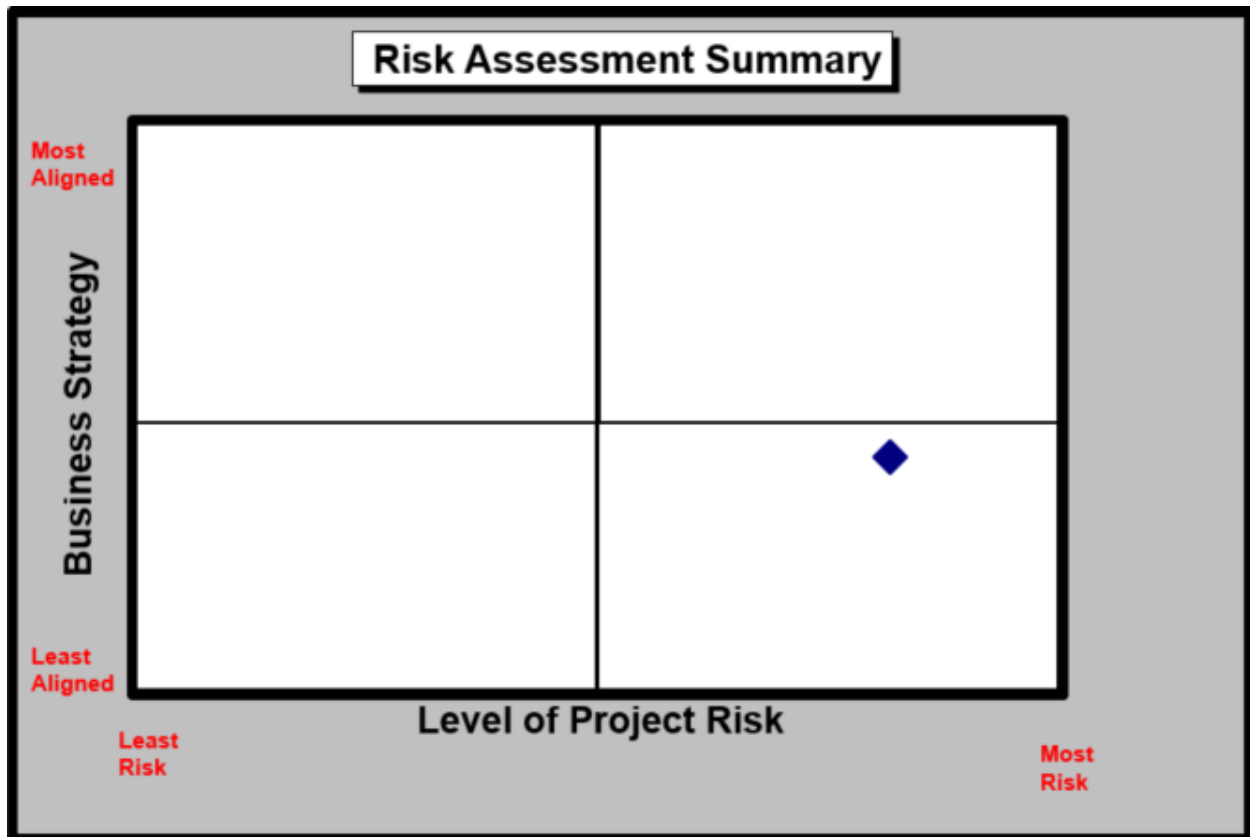 Risk Assessment Summary
Most
Aligned
Business Strategy
Least
Aligned
Level of Project Risk
Least
Risk
Most
Risk